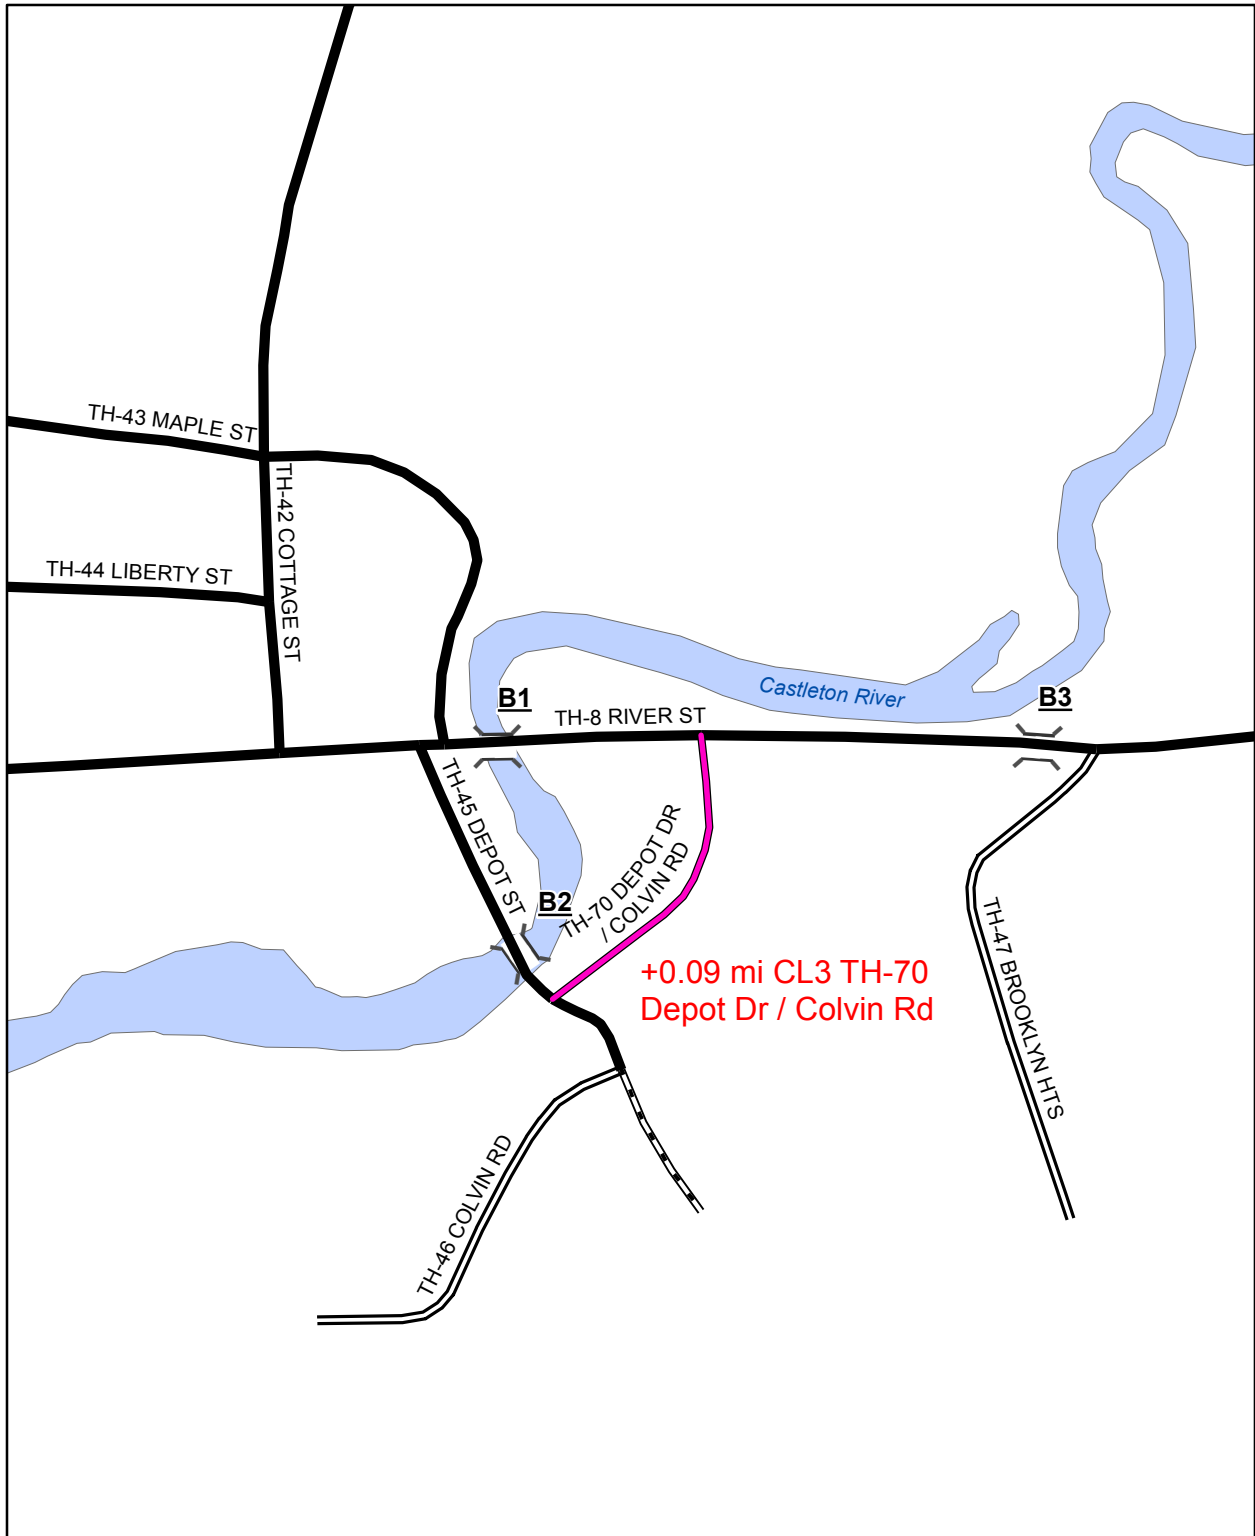 TH-43 MAPLE ST
TH-42 COTTAGE ST
TH-44 LIBERTY ST
Castleton River
B1
TH-8 RIVER ST
B3
TH-45 DEPOT ST
TH-70 DEPOT DR
/ COLVIN RD
B2
+0.09 mi CL3 TH-70
Depot Dr / Colvin Rd
TH-47 BROOKLYN HTS
TH-46 COLVIN RD